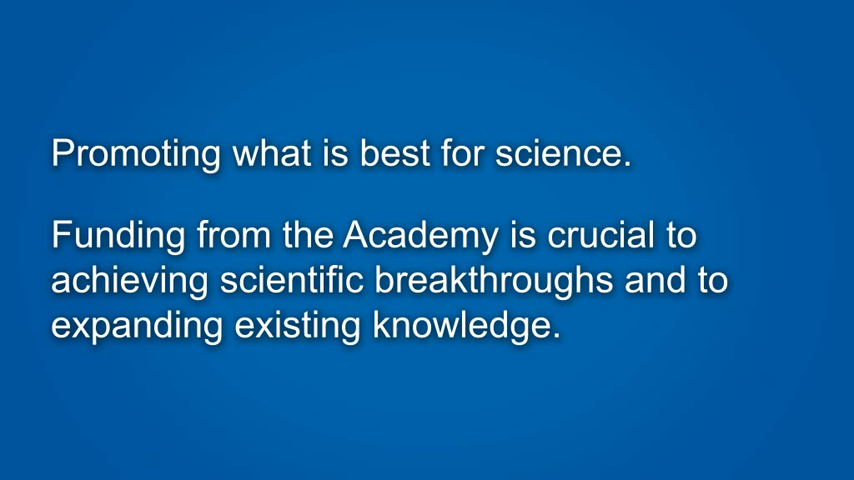 Promoting what is best for science.
Funding from the Academy is crucial to
achieving scientific breakthroughs and to
expanding existing knowledge.